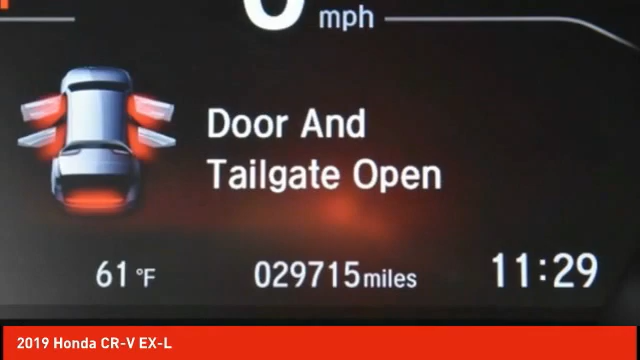 mph
Door And
Tailgate Open
61 °F 029715 miles 11:29
2019 Honda CR-V EX-L